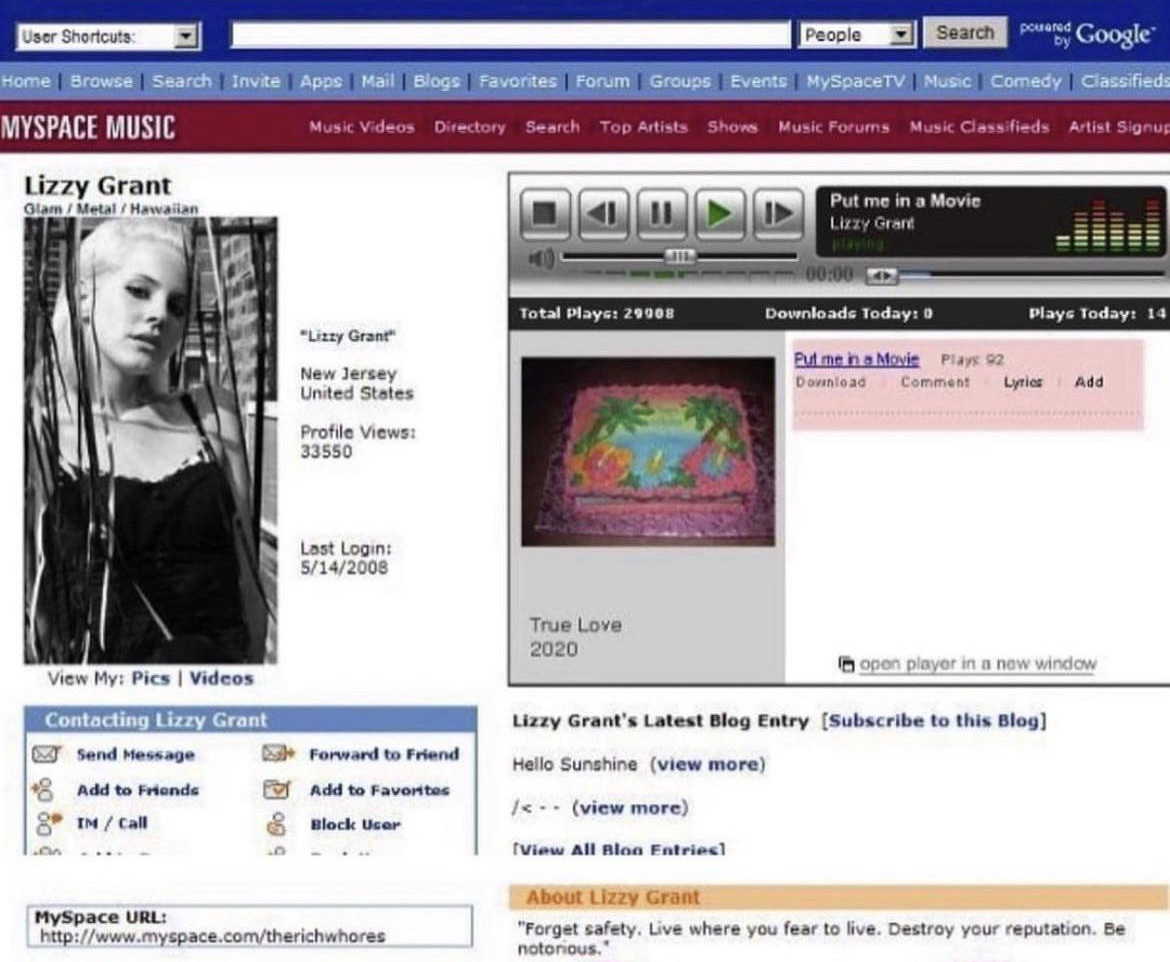 User Shortcuts:
People
Search
powered by Google
Home | Browse | Search | Invite | Apps | Mail | Blogs | Favorites | Forum | Groups | Events | MySpaceTV | Music | Comedy | Classifieds
MYSPACE MUSIC
Music Videos Directory Search Top Artists Shows Music Forums Music Classifieds Artist Signup
Lizzy Grant
Glam / Metal / Hawaiian
"Lizzy Grant"
New Jersey
United States
Profile Views:
33550
Last Login:
5/14/2008
View My: Pics | Videos
Put me in a Movie
Lizzy Grant
playing
00:00
Total Plays: 29908 Downloads Today: 0 Plays Today: 14
Put me in a Movie Plays: 92
Download | Comment | Lyrics | Add
True Love
2020
open player in a new window
Contacting Lizzy Grant
Send Message Forward to Friend
Add to Friends Add to Favorites
IM / Call Block User
Lizzy Grant's Latest Blog Entry [Subscribe to this Blog]
Hello Sunshine (view more)
/< - - (view more)
[View All Blog Entries]
MySpace URL:
http://www.myspace.com/therichwhores
About Lizzy Grant
"Forget safety. Live where you fear to live. Destroy your reputation. Be
notorious."